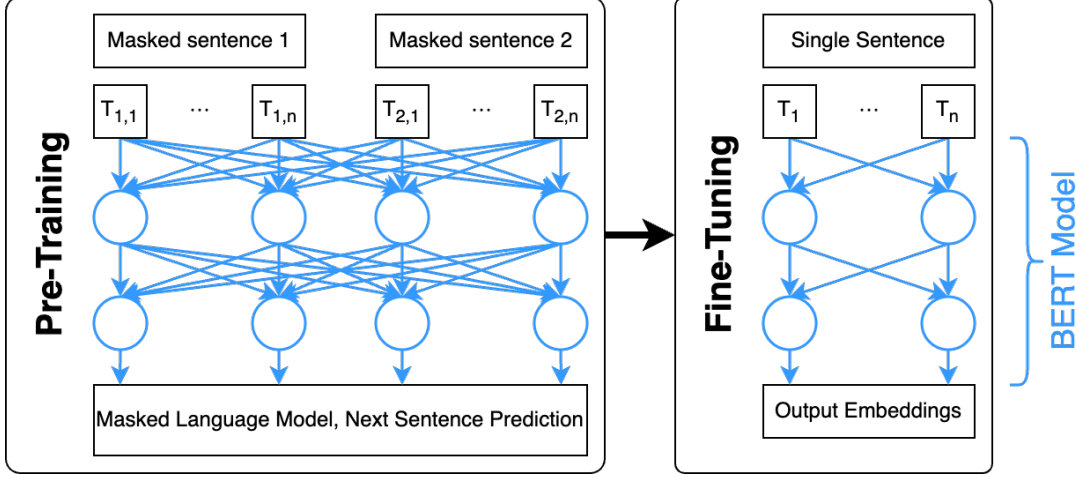 Pre-Training
Masked sentence 1
Masked sentence 2
T1,1
...
T1,n
T2,1
...
T2,n
Masked Language Model, Next Sentence Prediction
Fine-Tuning
Single Sentence
T1
...
Tn
Output Embeddings
BERT Model